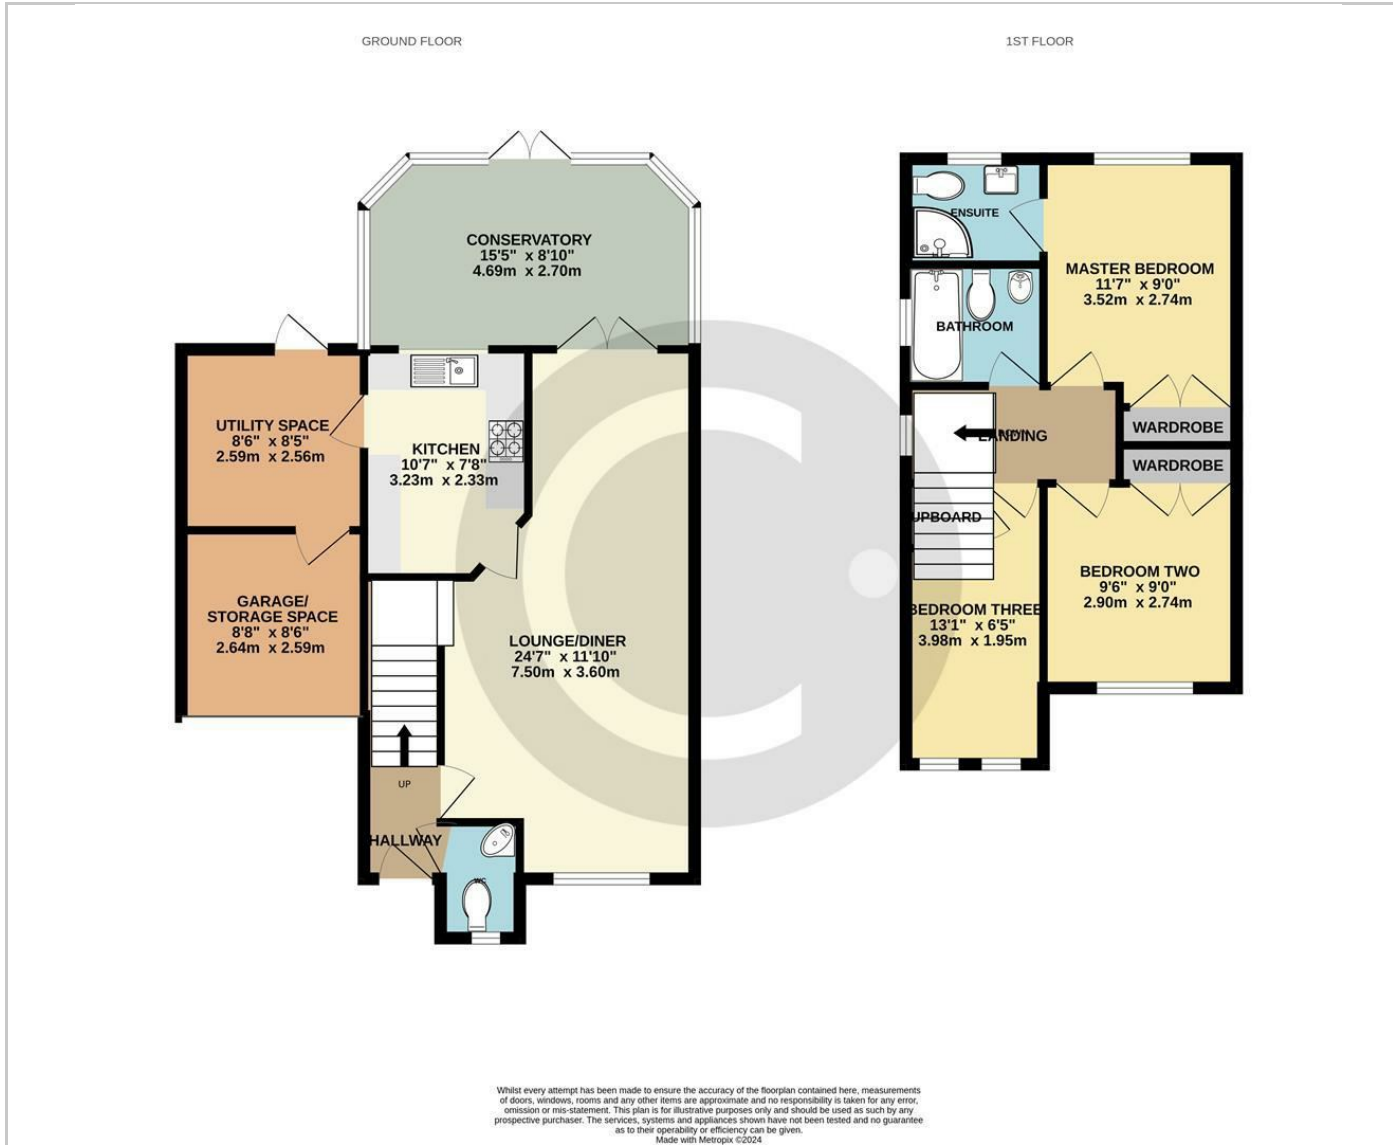 GROUND FLOOR
1ST FLOOR
CONSERVATORY
15'5" x 8'10"
4.69m x 2.70m
UTILITY SPACE
8'6" x 8'5"
2.59m x 2.56m
KITCHEN
10'7" x 7'8"
3.23m x 2.33m
GARAGE/
STORAGE SPACE
8'8" x 8'6"
2.64m x 2.59m
LOUNGE/DINER
24'7" x 11'10"
7.50m x 3.60m
UP
HALLWAY
WC
ENSUITE
MASTER BEDROOM
11'7" x 9'0"
3.52m x 2.74m
BATHROOM
WARDROBE
DOWN
LANDING
WARDROBE
UPBOARD
BEDROOM TWO
9'6" x 9'0"
2.90m x 2.74m
BEDROOM THREE
13'1" x 6'5"
3.98m x 1.95m
Whilst every attempt has been made to ensure the accuracy of the floorplan contained here, measurements
of doors, windows, rooms and any other items are approximate and no responsibility is taken for any error,
omission or mis-statement. This plan is for illustrative purposes only and should be used as such by any
prospective purchaser. The services, systems and appliances shown have not been tested and no guarantee
as to their operability or efficiency can be given.
Made with Metropix ©2024